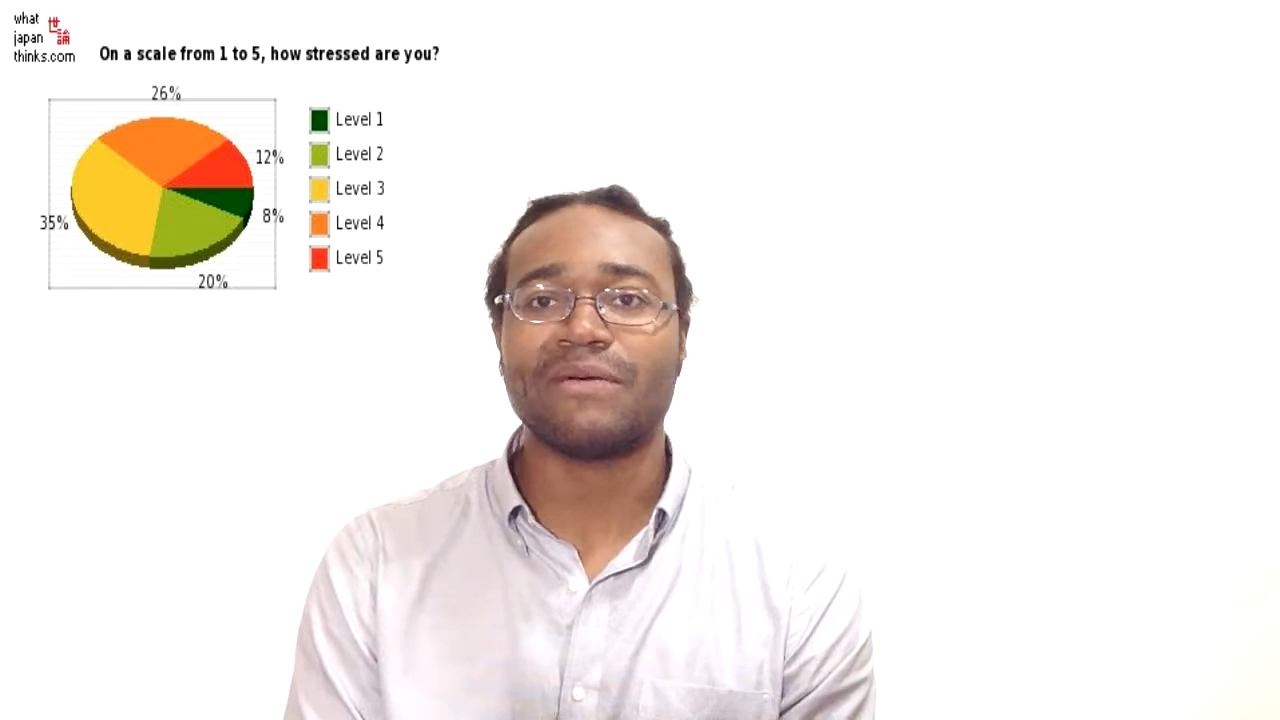 what 世
japan 論
thinks.com
On a scale from 1 to 5, how stressed are you?
26%
12%
8%
35%
20%
Level 1
Level 2
Level 3
Level 4
Level 5